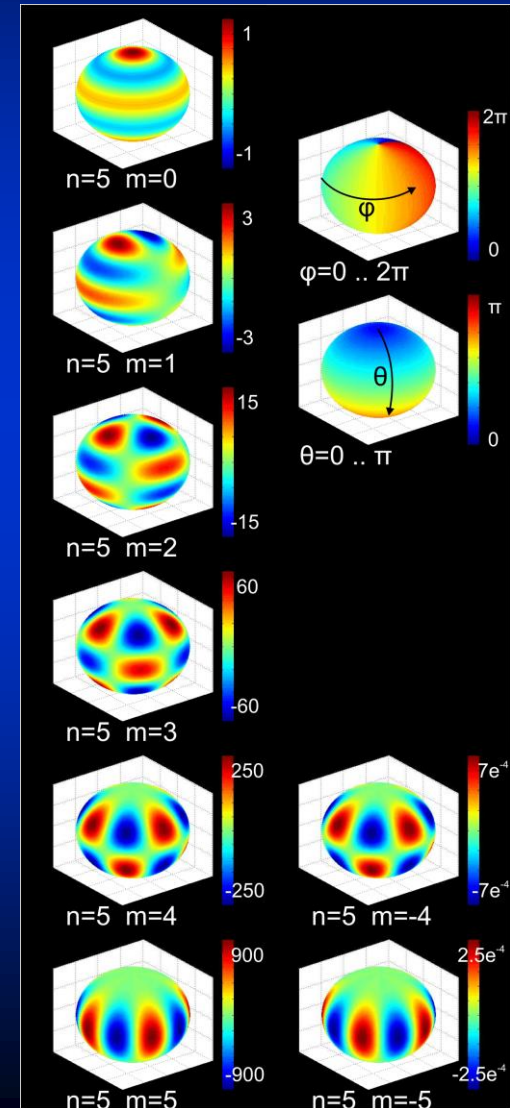 1
-1
n=5 m=0
2π
0
φ
φ=0 .. 2π
3
-3
n=5 m=1
π
0
θ
θ=0 .. π
15
-15
n=5 m=2
60
-60
n=5 m=3
250
-250
n=5 m=4
7e⁻⁴
-7e⁻⁴
n=5 m=-4
900
-900
n=5 m=5
2.5e⁻⁴
-2.5e⁻⁴
n=5 m=-5